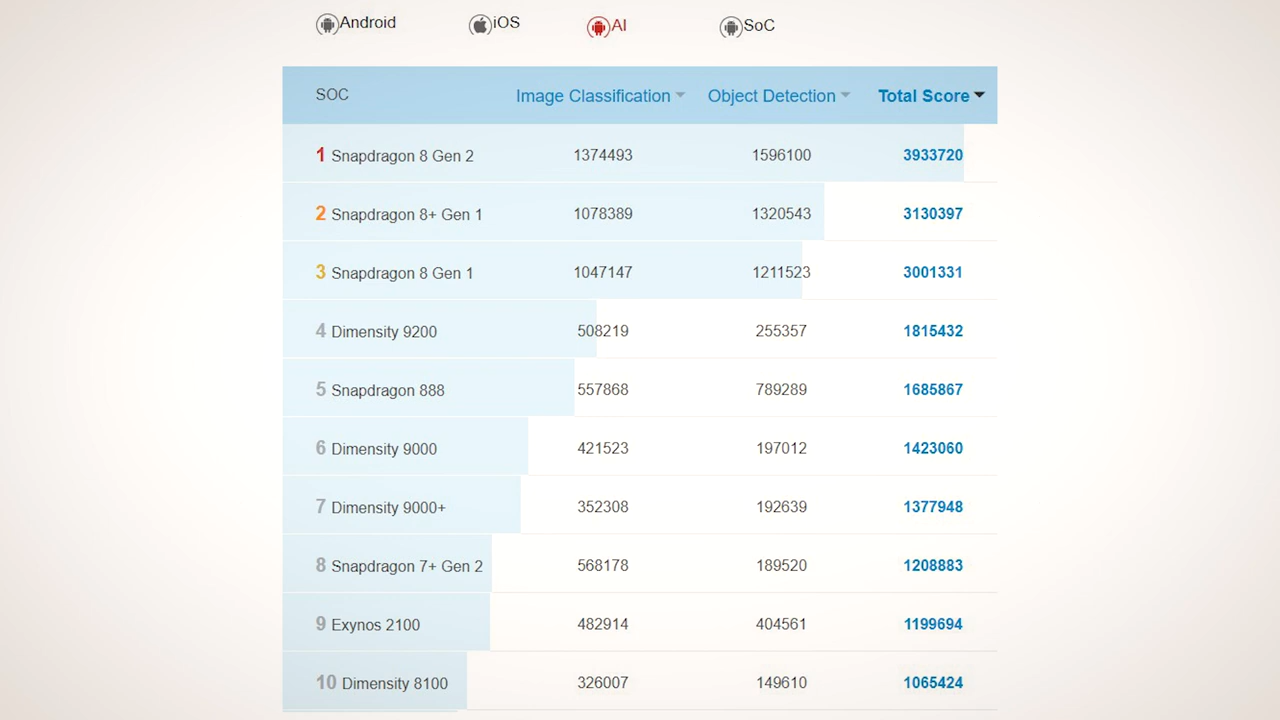 Android iOS AI SoC
SOC Image Classification Object Detection Total Score
1 Snapdragon 8 Gen 2 1374493 1596100 3933720
2 Snapdragon 8+ Gen 1 1078389 1320543 3130397
3 Snapdragon 8 Gen 1 1047147 1211523 3001331
4 Dimensity 9200 508219 255357 1815432
5 Snapdragon 888 557868 789289 1685867
6 Dimensity 9000 421523 197012 1423060
7 Dimensity 9000+ 352308 192639 1377948
8 Snapdragon 7+ Gen 2 568178 189520 1208883
9 Exynos 2100 482914 404561 1199694
10 Dimensity 8100 326007 149610 1065424